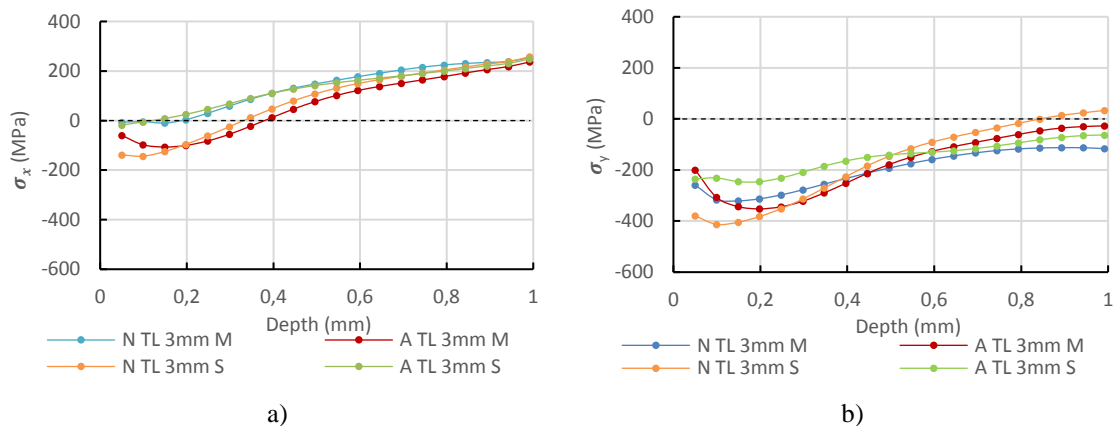 400
200
0
-200
-400
-600
σx (MPa)
0 0,2 0,4 0,6 0,8 1
Depth (mm)
N TL 3mm M A TL 3mm M
N TL 3mm S A TL 3mm S
a)
400
200
0
-200
-400
-600
σy (MPa)
0 0,2 0,4 0,6 0,8 1
Depth (mm)
N TL 3mm M A TL 3mm M
N TL 3mm S A TL 3mm S
b)